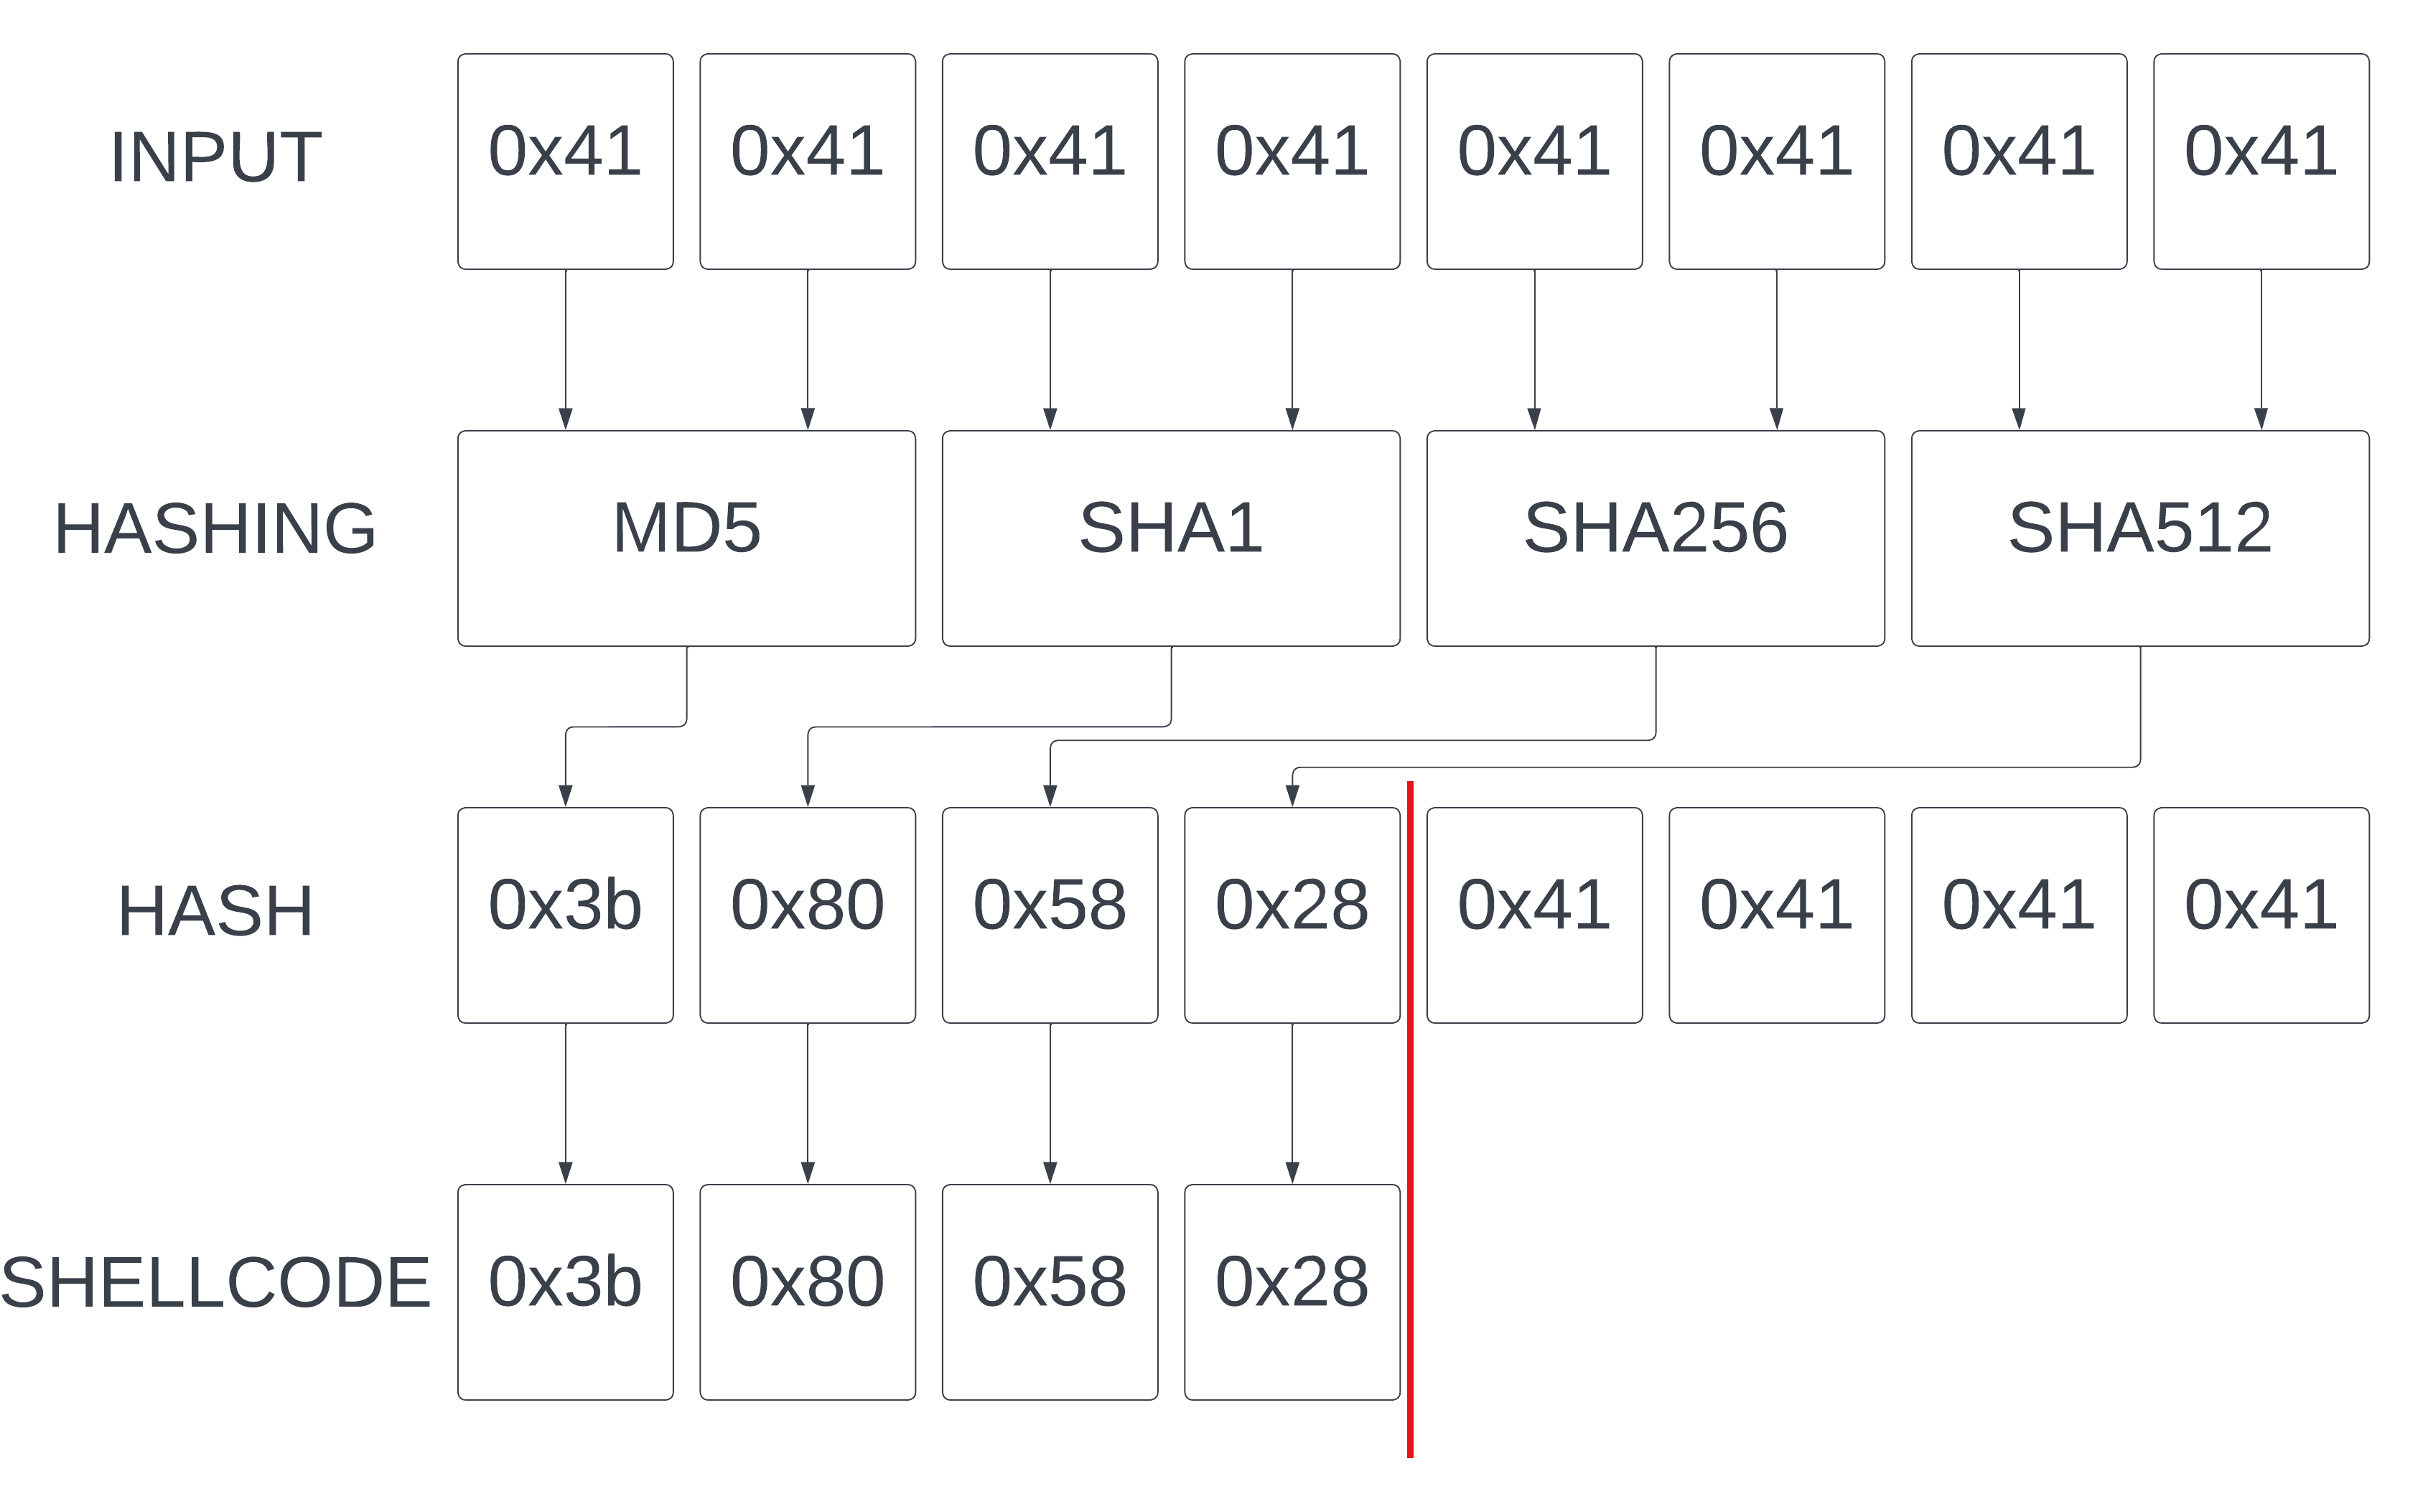 INPUT 0x41 0x41 0x41 0x41 0x41 0x41 0x41 0x41
HASHING MD5 SHA1 SHA256 SHA512
HASH 0x3b 0x80 0x58 0x28 0x41 0x41 0x41 0x41
SHELLCODE 0x3b 0x80 0x58 0x28